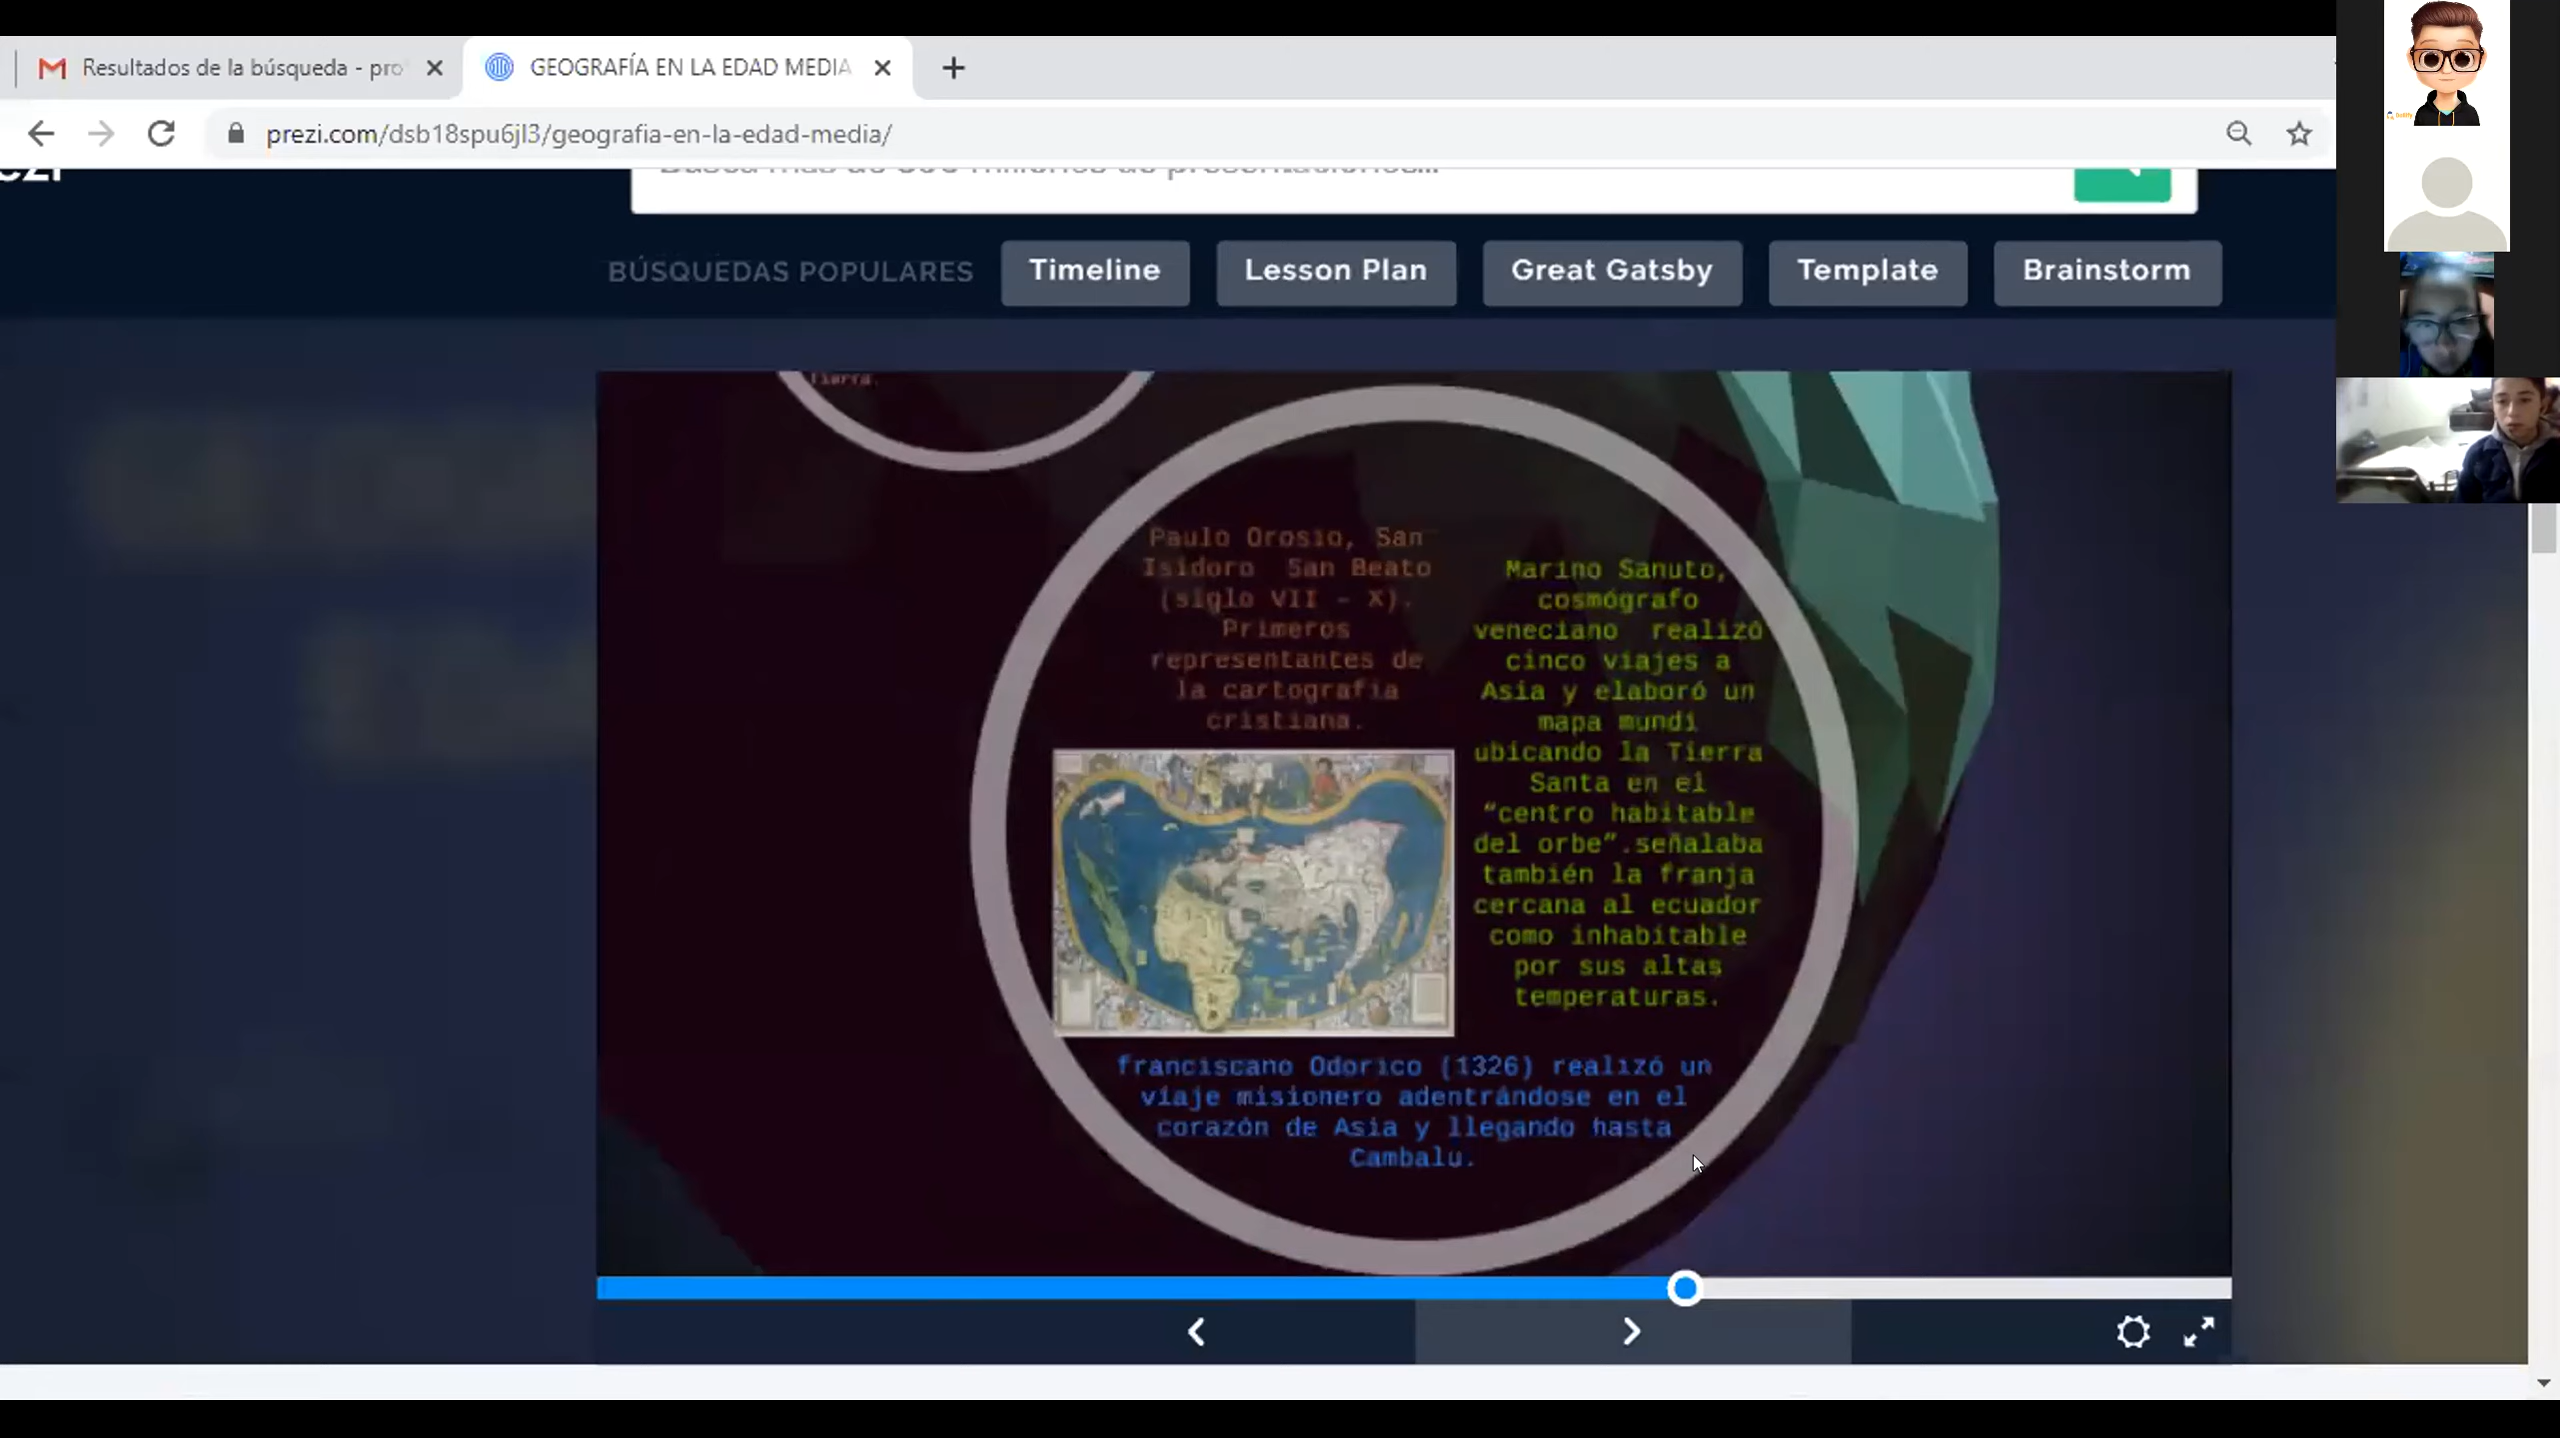 Resultados de la búsqueda - pro
GEOGRAFÍA EN LA EDAD MEDIA
prezi.com/dsb18spu6jl3/geografia-en-la-edad-media/
BÚSQUEDAS POPULARES
Timeline
Lesson Plan
Great Gatsby
Template
Brainstorm
Tierra.
Paulo Orosio, San
Isidoro  San Beato
(siglo VII - X).
Primeros
representantes de
la cartografía
cristiana.
Marino Sanuto,
cosmógrafo
veneciano  realizó
cinco viajes a
Asia y elaboró un
mapa mundi
ubicando la Tierra
Santa en el
“centro habitable
del orbe”.señalaba
también la franja
cercana al ecuador
como inhabitable
por sus altas
temperaturas.
franciscano Odorico (1326) realizó un
viaje misionero adentrándose en el
corazón de Asia y llegando hasta
Cambalu.